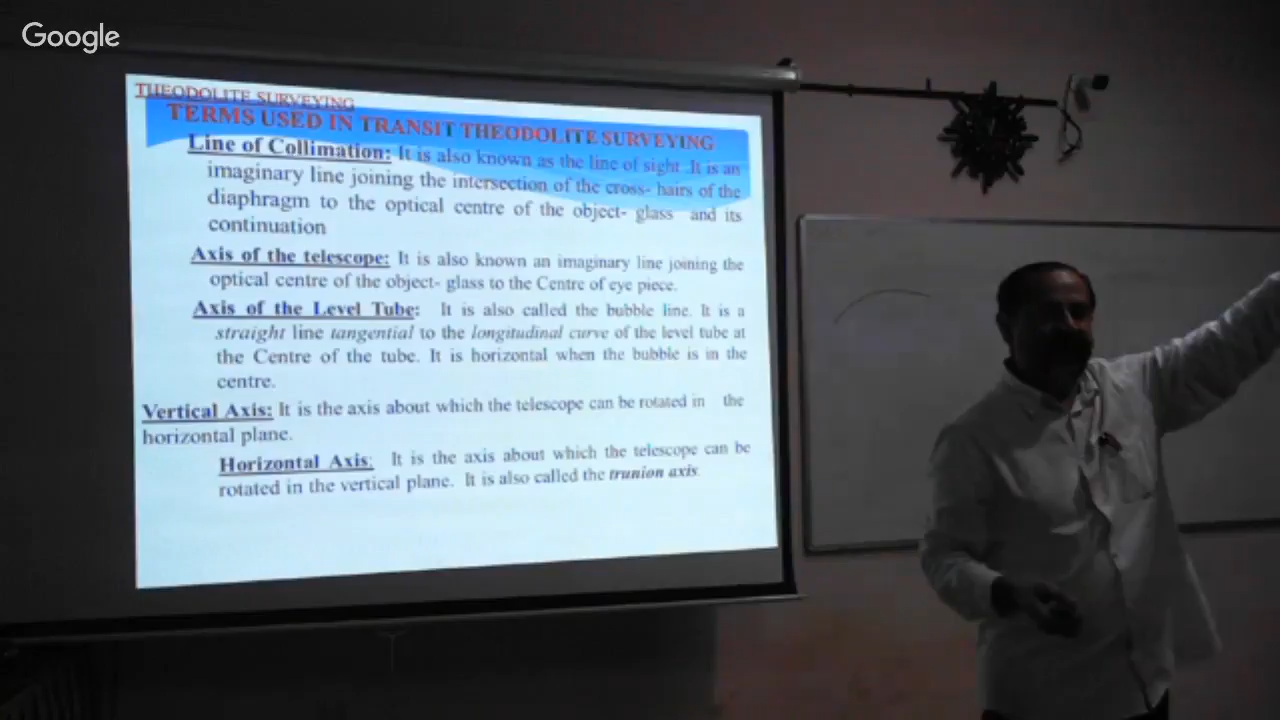 Google
THEODOLITE SURVEYING
TERMS USED IN TRANSIT THEODOLITE SURVEYING
Line of Collimation: It is also known as the line of sight. It is an
imaginary line joining the intersection of the cross- hairs of the
diaphragm to the optical centre of the object- glass and its
continuation
Axis of the telescope: It is also known an imaginary line joining the
optical centre of the object- glass to the Centre of eye piece.
Axis of the Level Tube: It is also called the bubble line. It is a
straight line tangential to the longitudinal curve of the level tube at
the Centre of the tube. It is horizontal when the bubble is in the
centre.
Vertical Axis: It is the axis about which the telescope can be rotated in the
horizontal plane.
Horizontal Axis: It is the axis about which the telescope can be
rotated in the vertical plane. It is also called the trunion axis.